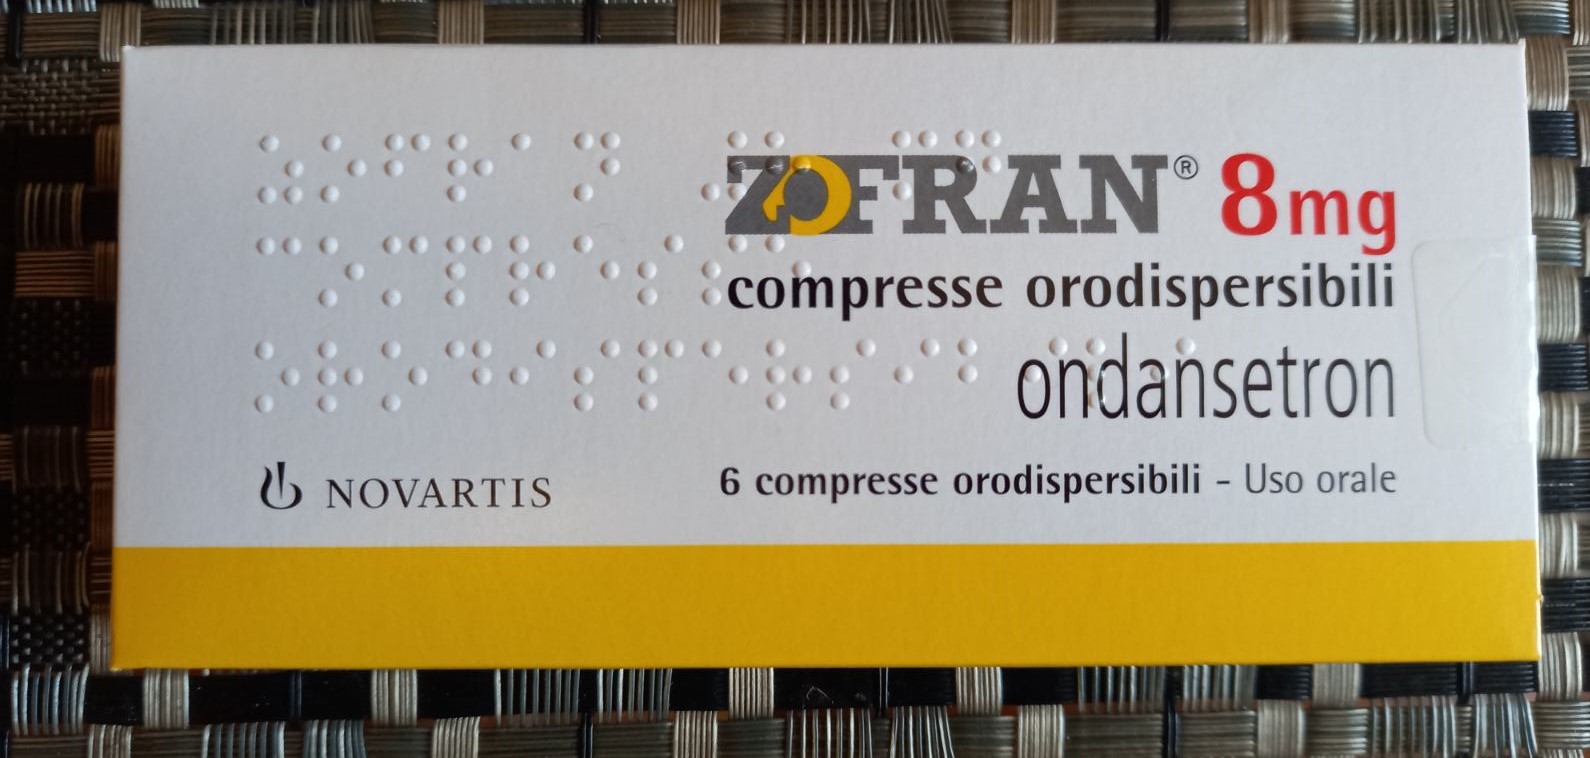 ZOFRAN® 8mg
compresse orodispersibili
ondansetron
NOVARTIS
6 compresse orodispersibili - Uso orale